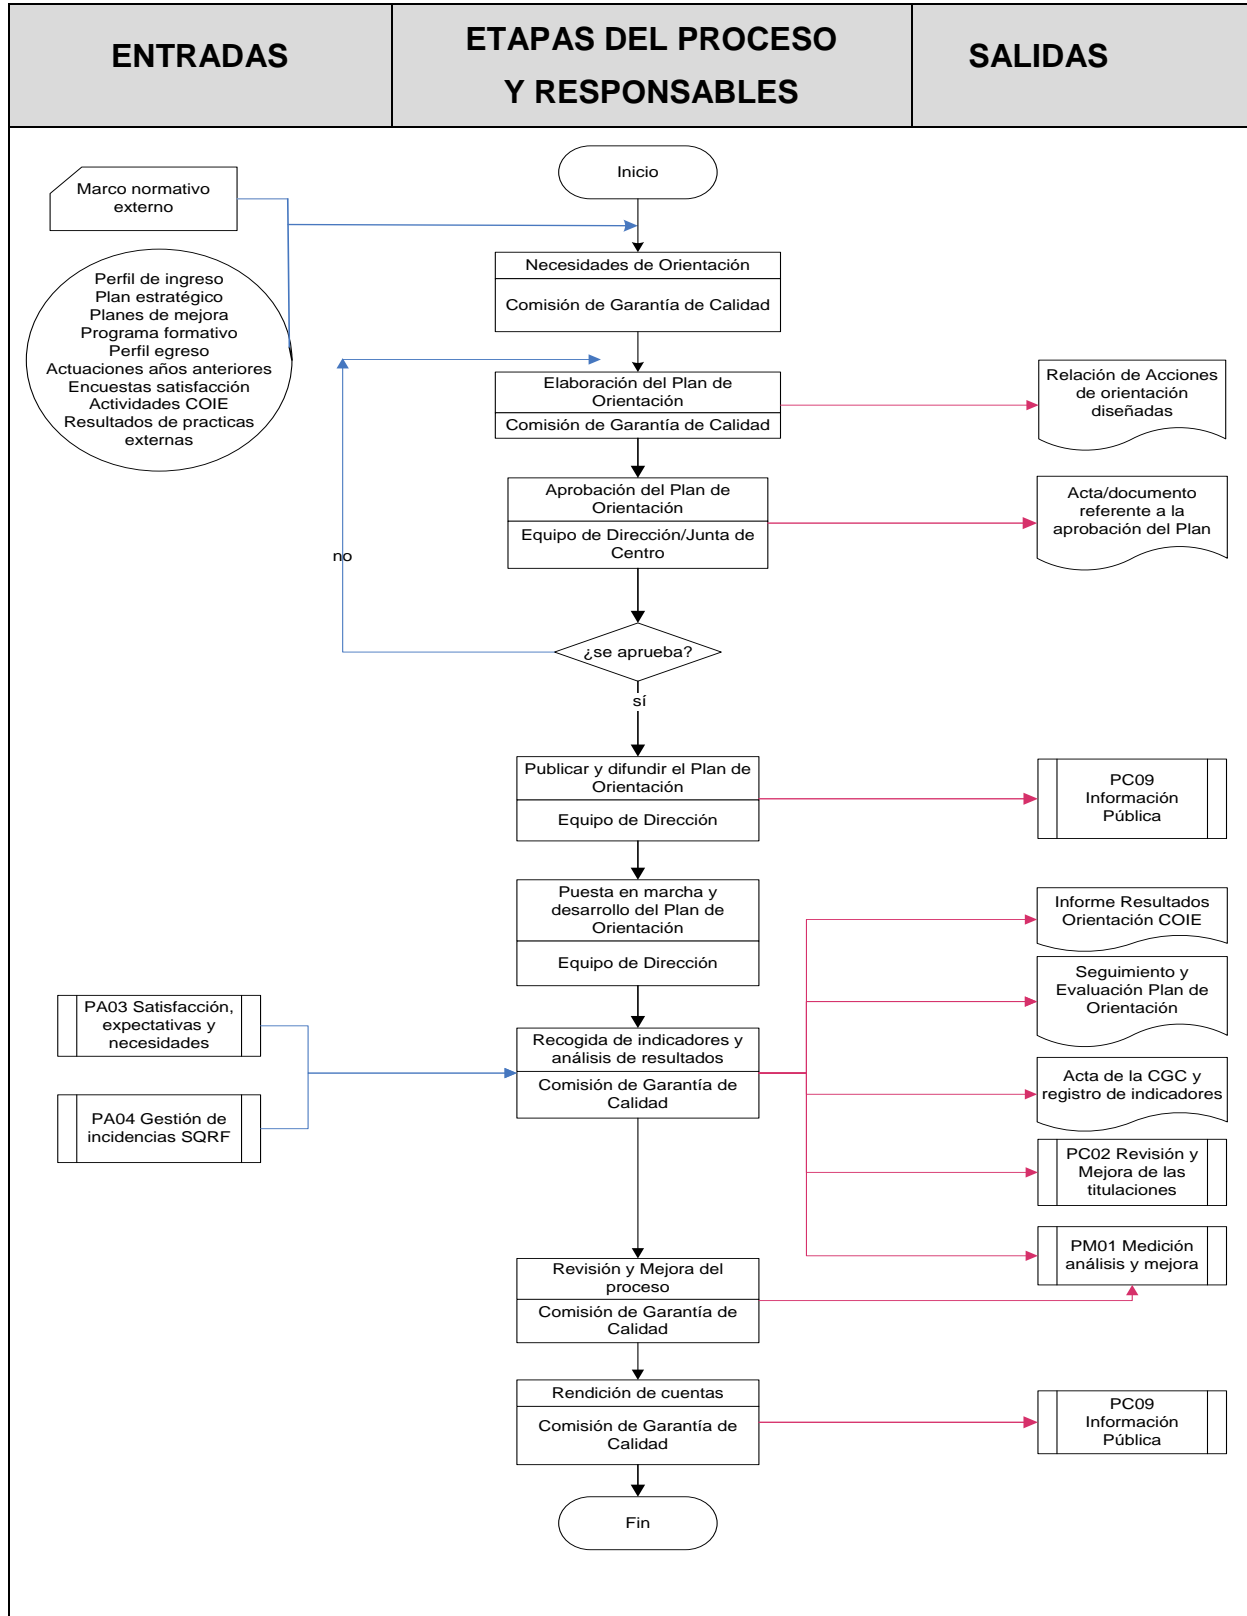 ENTRADAS
ETAPAS DEL PROCESO
Y RESPONSABLES
SALIDAS
Inicio
Marco normativo
externo
Necesidades de Orientación
Comisión de Garantía de Calidad
Perfil de ingreso
Plan estratégico
Planes de mejora
Programa formativo
Perfil egreso
Actuaciones años anteriores
Encuestas satisfacción
Actividades COIE
Resultados de practicas
externas
Elaboración del Plan de
Orientación
Comisión de Garantía de Calidad
Relación de Acciones
de orientación
diseñadas
Aprobación del Plan de
Orientación
Equipo de Dirección/Junta de
Centro
Acta/documento
referente a la
aprobación del Plan
no
¿se aprueba?
sí
Publicar y difundir el Plan de
Orientación
Equipo de Dirección
PC09
Información
Pública
Puesta en marcha y
desarrollo del Plan de
Orientación
Equipo de Dirección
Informe Resultados
Orientación COIE
Seguimiento y
Evaluación Plan de
Orientación
PA03 Satisfacción,
expectativas y
necesidades
Recogida de indicadores y
análisis de resultados
Comisión de Garantía de
Calidad
Acta de la CGC y
registro de indicadores
PA04 Gestión de
incidencias SQRF
PC02 Revisión y
Mejora de las
titulaciones
PM01 Medición
análisis y mejora
Revisión y Mejora del
proceso
Comisión de Garantía de
Calidad
Rendición de cuentas
Comisión de Garantía de
Calidad
PC09
Información
Pública
Fin